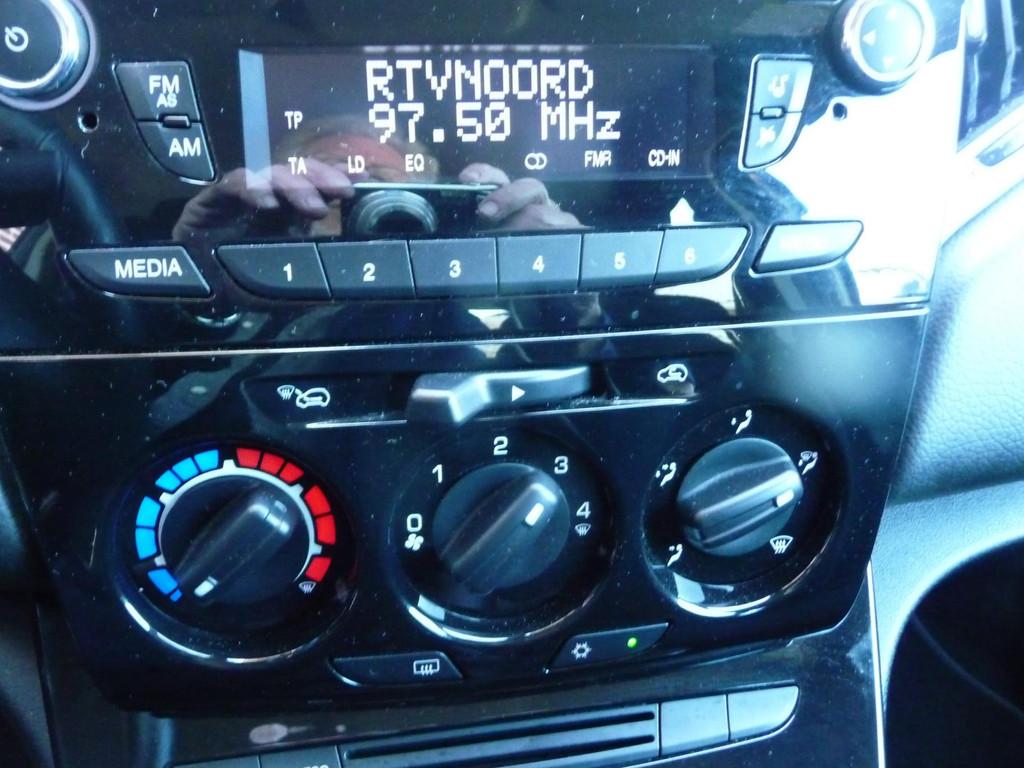 RTVNOORD
97.50 MHz
TP
TA LD EQ FMR CD-IN
FM
AS
AM
MEDIA 1 2 3 4 5 6
0 1 2 3 4